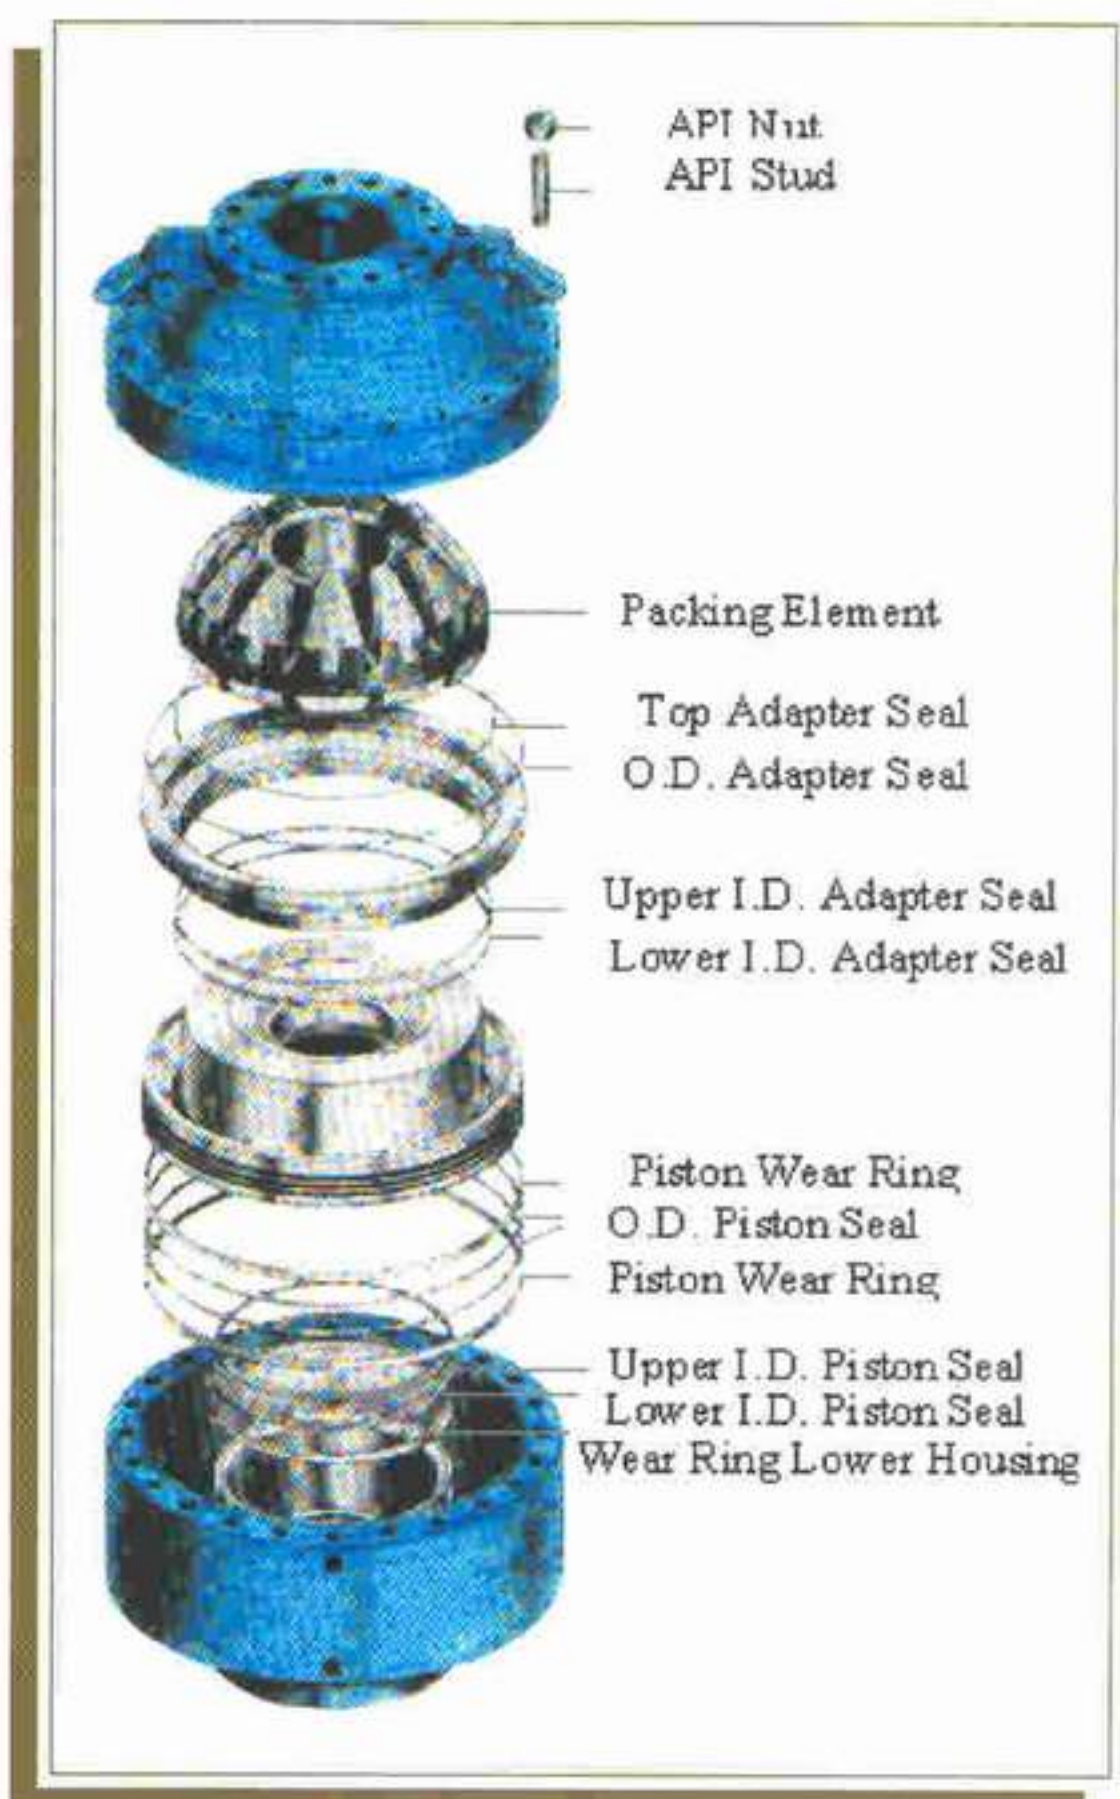 API Nut
API Stud
Packing Element
Top Adapter Seal
O.D. Adapter Seal
Upper I.D. Adapter Seal
Lower I.D. Adapter Seal
Piston Wear Ring
O.D. Piston Seal
Piston Wear Ring
Upper I.D. Piston Seal
Lower I.D. Piston Seal
Wear Ring Lower Housing